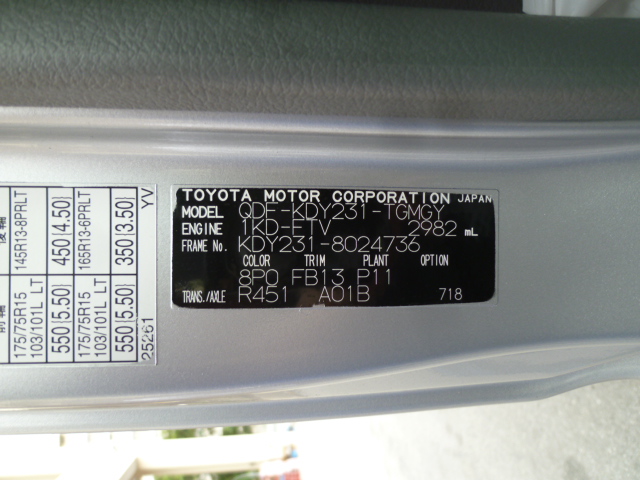 TOYOTA MOTOR CORPORATION JAPAN
MODEL QDF-KDY231-TGMGY
ENGINE 1KD-FTV 2982 mL
FRAME No. KDY231-8024736
COLOR TRIM PLANT OPTION
8P0 FB13 P11
TRANS./AXLE R451 A01B 718
145R13-8PRLT
450 [4.50]
165R13-6PRLT
350 [3.50]
YV
175/75R15
103/101L LT
550 [5.50]
175/75R15
103/101L LT
550 [5.50]
25261